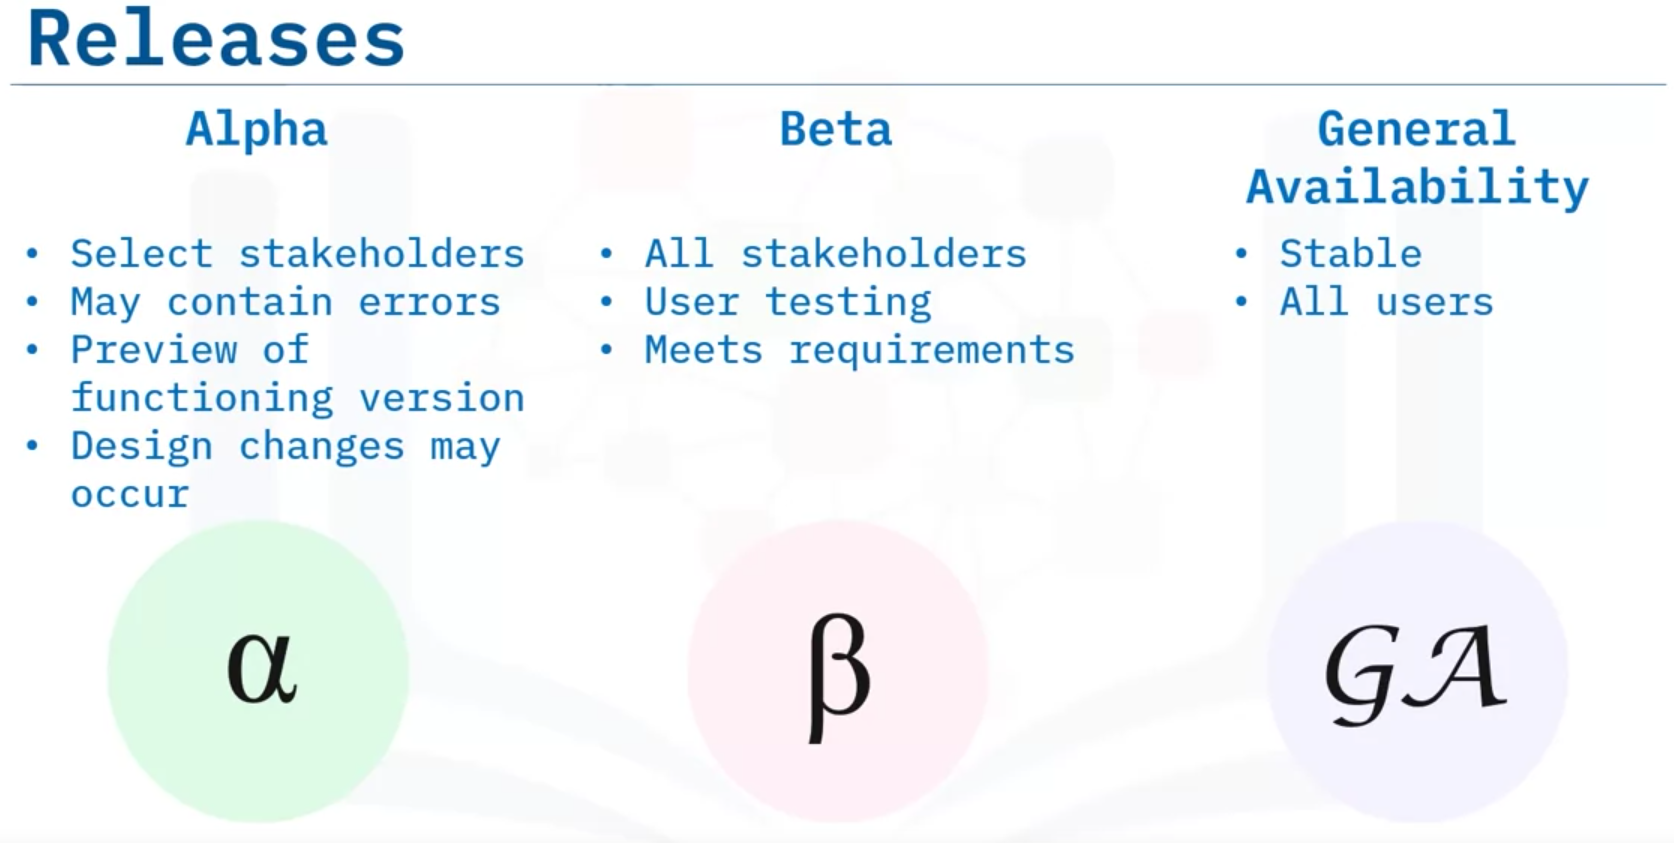 Releases
Alpha
• Select stakeholders
• May contain errors
• Preview of
functioning version
• Design changes may
occur
α
Beta
• All stakeholders
• User testing
• Meets requirements
β
General
Availability
• Stable
• All users
GA